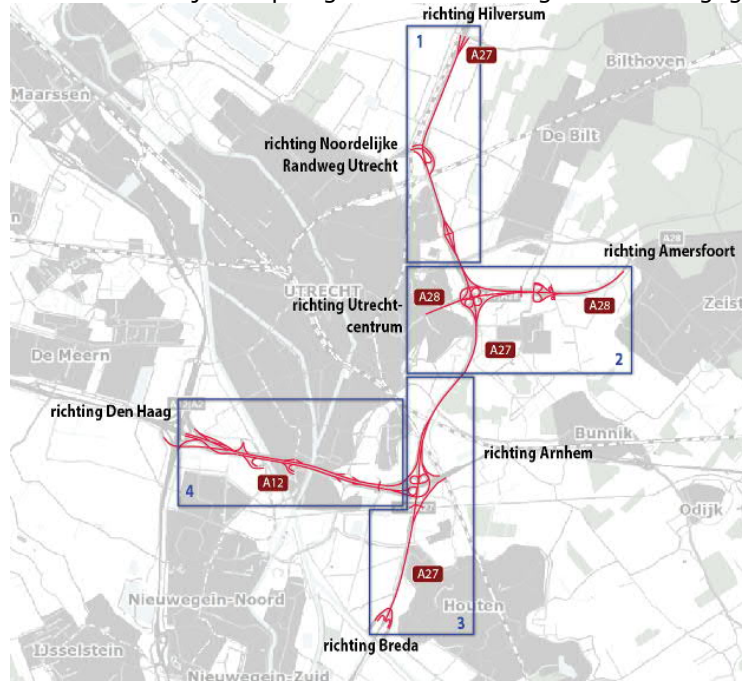 richting Hilversum
1
A27
Bilthoven
Maarssen
richting Noordelijke
Randweg Utrecht
De Bilt
richting Amersfoort
A28
UTRECHT
richting Utrecht-
centrum
A28
A28
Zeist
A27
2
De Meern
richting Den Haag
Bunnik
richting Arnhem
A12
4
Odijk
A27
Nieuwegein-Noord
Houten
3
richting Breda
IJsselstein
Nieuwegein-Zuid